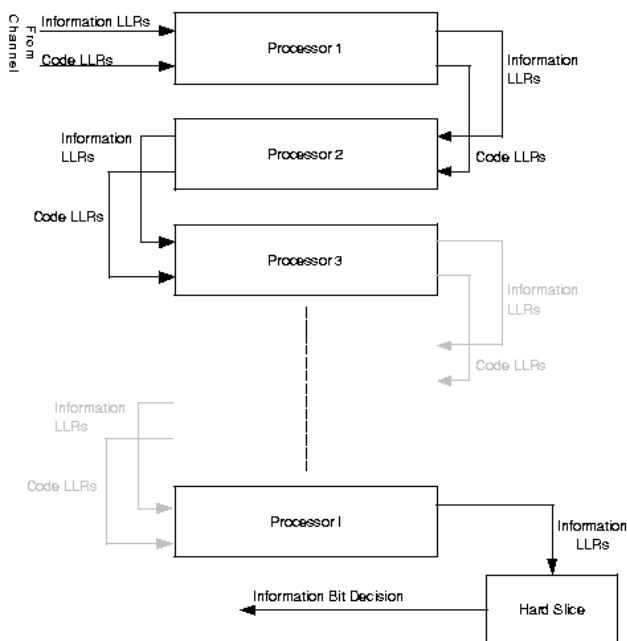 Information LLRs
From
Channel
Code LLRs
Processor 1
Information
LLRs
Information
LLRs
Processor 2
Code LLRs
Code LLRs
Processor 3
Information
LLRs
Code LLRs
Information
LLRs
Code LLRs
Processor I
Information
LLRs
Information Bit Decision
Hard Slice